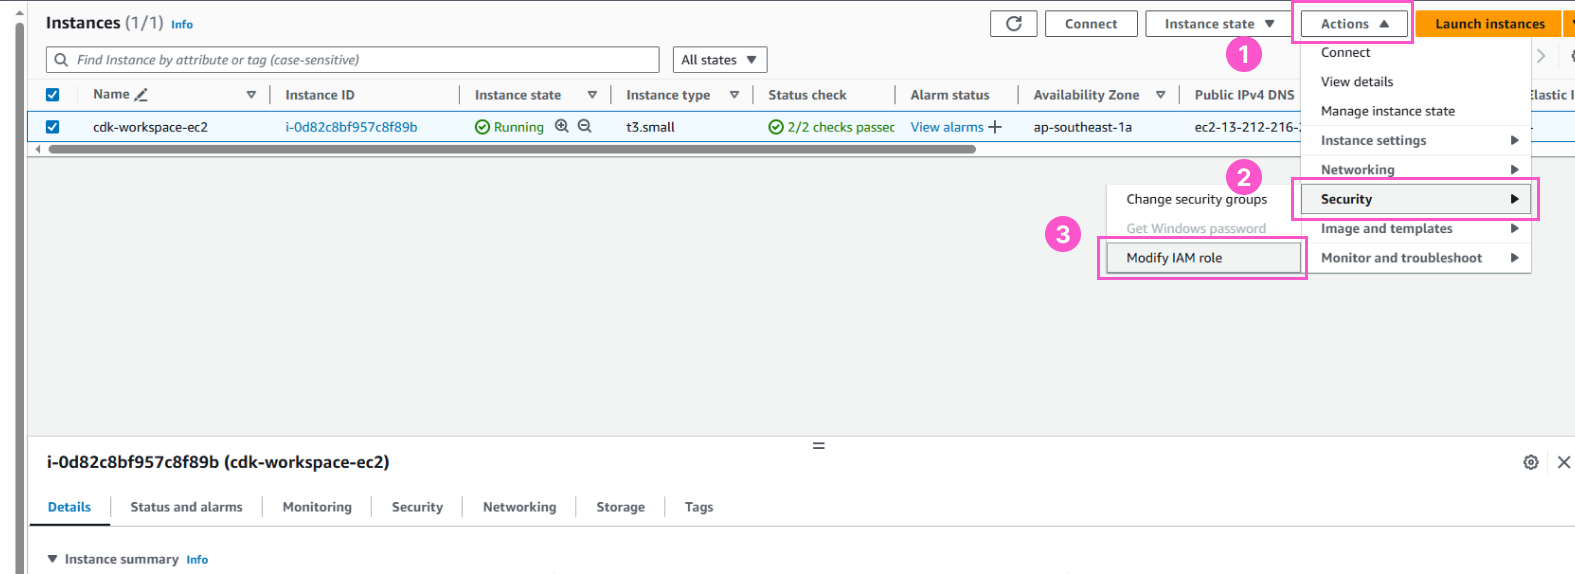 Instances (1/1) Info
Connect
Instance state
Actions
Launch instances
1
Find Instance by attribute or tag (case-sensitive)
All states
Connect
View details
Manage instance state
Instance settings
Networking
2
Security
Image and templates
Monitor and troubleshoot
Change security groups
Get Windows password
3
Modify IAM role
Name
Instance ID
Instance state
Instance type
Status check
Alarm status
Availability Zone
Public IPv4 DNS
Elastic I
cdk-workspace-ec2
i-0d82c8bf957c8f89b
Running
t3.small
2/2 checks passec
View alarms
ap-southeast-1a
ec2-13-212-216-
i-0d82c8bf957c8f89b (cdk-workspace-ec2)
Details
Status and alarms
Monitoring
Security
Networking
Storage
Tags
Instance summary Info